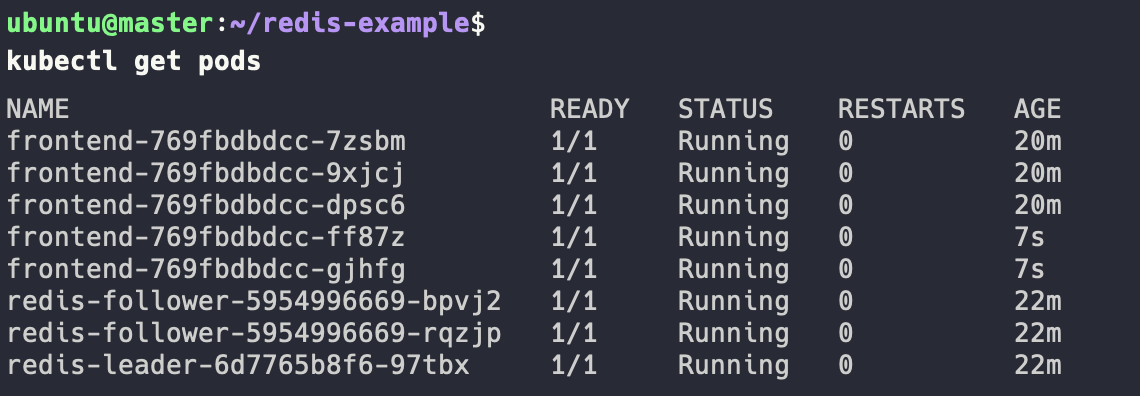 ubuntu@master:~/redis-example$
kubectl get pods
NAME READY STATUS RESTARTS AGE
frontend-769fbdbdcc-7zsbm 1/1 Running 0 20m
frontend-769fbdbdcc-9xjcj 1/1 Running 0 20m
frontend-769fbdbdcc-dpsc6 1/1 Running 0 20m
frontend-769fbdbdcc-ff87z 1/1 Running 0 7s
frontend-769fbdbdcc-gjhfg 1/1 Running 0 7s
redis-follower-5954996669-bpvj2 1/1 Running 0 22m
redis-follower-5954996669-rqzjp 1/1 Running 0 22m
redis-leader-6d7765b8f6-97tbx 1/1 Running 0 22m